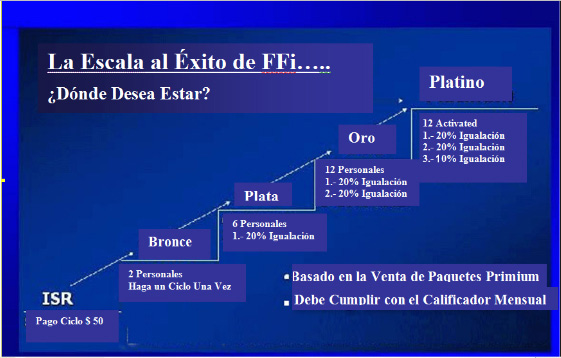 La Escala al Éxito de FFi…..
¿Dónde Desea Estar?
Platino
12 Activated
1.- 20% Igualación
2.- 20% Igualación
3.- 10% Igualación
Oro
12 Personales
1.- 20% Igualación
2.- 20% Igualación
Plata
6 Personales
1.- 20% Igualación
Bronce
2 Personales
Haga un Ciclo Una Vez
ISR
Pago Ciclo $ 50
Basado en la Venta de Paquetes Primium
Debe Cumplir con el Calificador Mensual